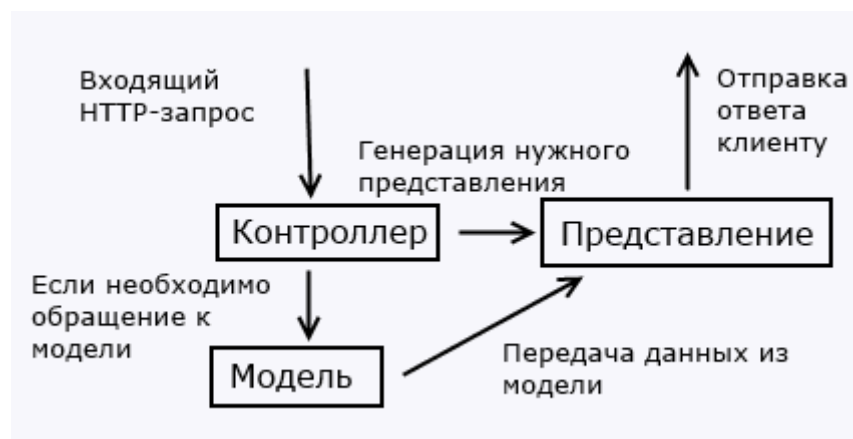 Входящий
HTTP-запрос
Отправка
ответа
клиенту
Генерация нужного
представления
Контроллер
Представление
Если необходимо
обращение к
модели
Модель
Передача данных из
модели